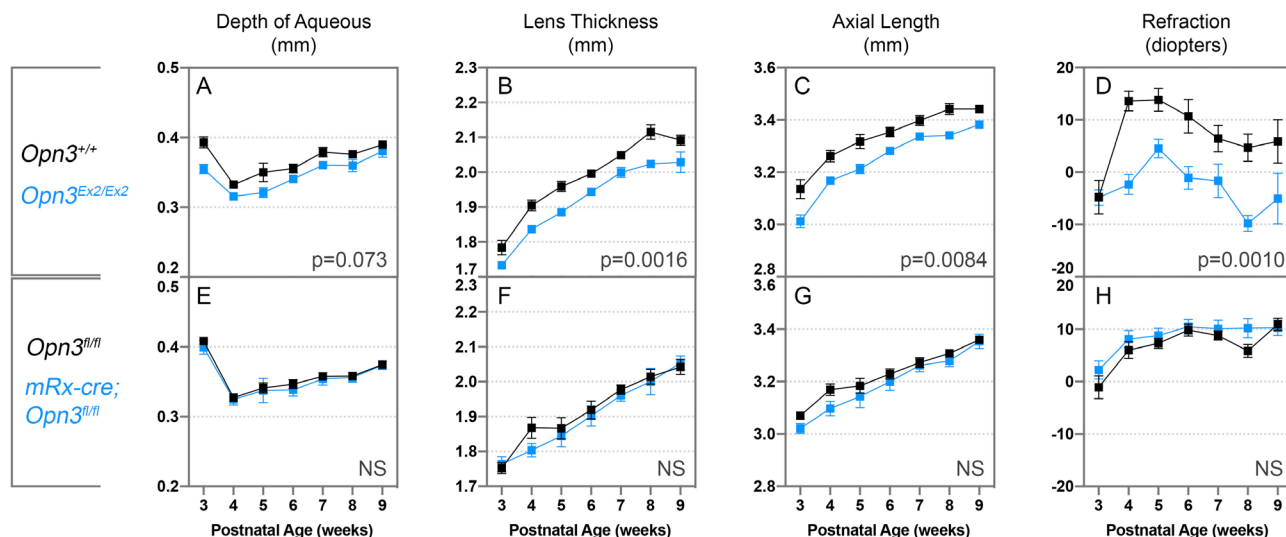 Depth of Aqueous
(mm)
Lens Thickness
(mm)
Axial Length
(mm)
Refraction
(diopters)
Opn3+/+
Opn3Ex2/Ex2
A
0.5
0.4
0.3
0.2
p=0.073
B
2.3
2.2
2.1
2.0
1.9
1.8
1.7
p=0.0016
C
3.6
3.4
3.2
3.0
2.8
p=0.0084
D
20
10
0
-10
-20
p=0.0010
Opn3fl/fl
mRx-cre;
Opn3fl/fl
E
0.5
0.4
0.3
0.2
NS
3 4 5 6 7 8 9
Postnatal Age (weeks)
F
2.3
2.2
2.1
2.0
1.9
1.8
1.7
NS
3 4 5 6 7 8 9
Postnatal Age (weeks)
G
3.6
3.4
3.2
3.0
2.8
NS
3 4 5 6 7 8 9
Postnatal Age (weeks)
H
20
10
0
-10
-20
NS
3 4 5 6 7 8 9
Postnatal Age (weeks)